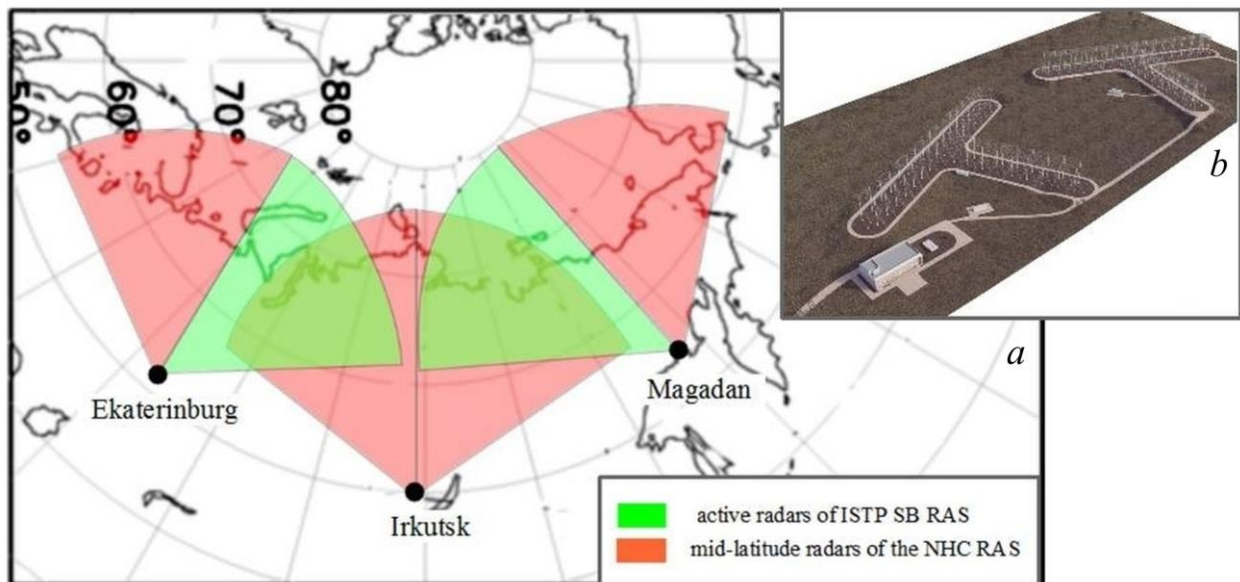 50°
60°
70°
80°
b
a
Ekaterinburg
Magadan
Irkutsk
active radars of ISTP SB RAS
mid-latitude radars of the NHC RAS